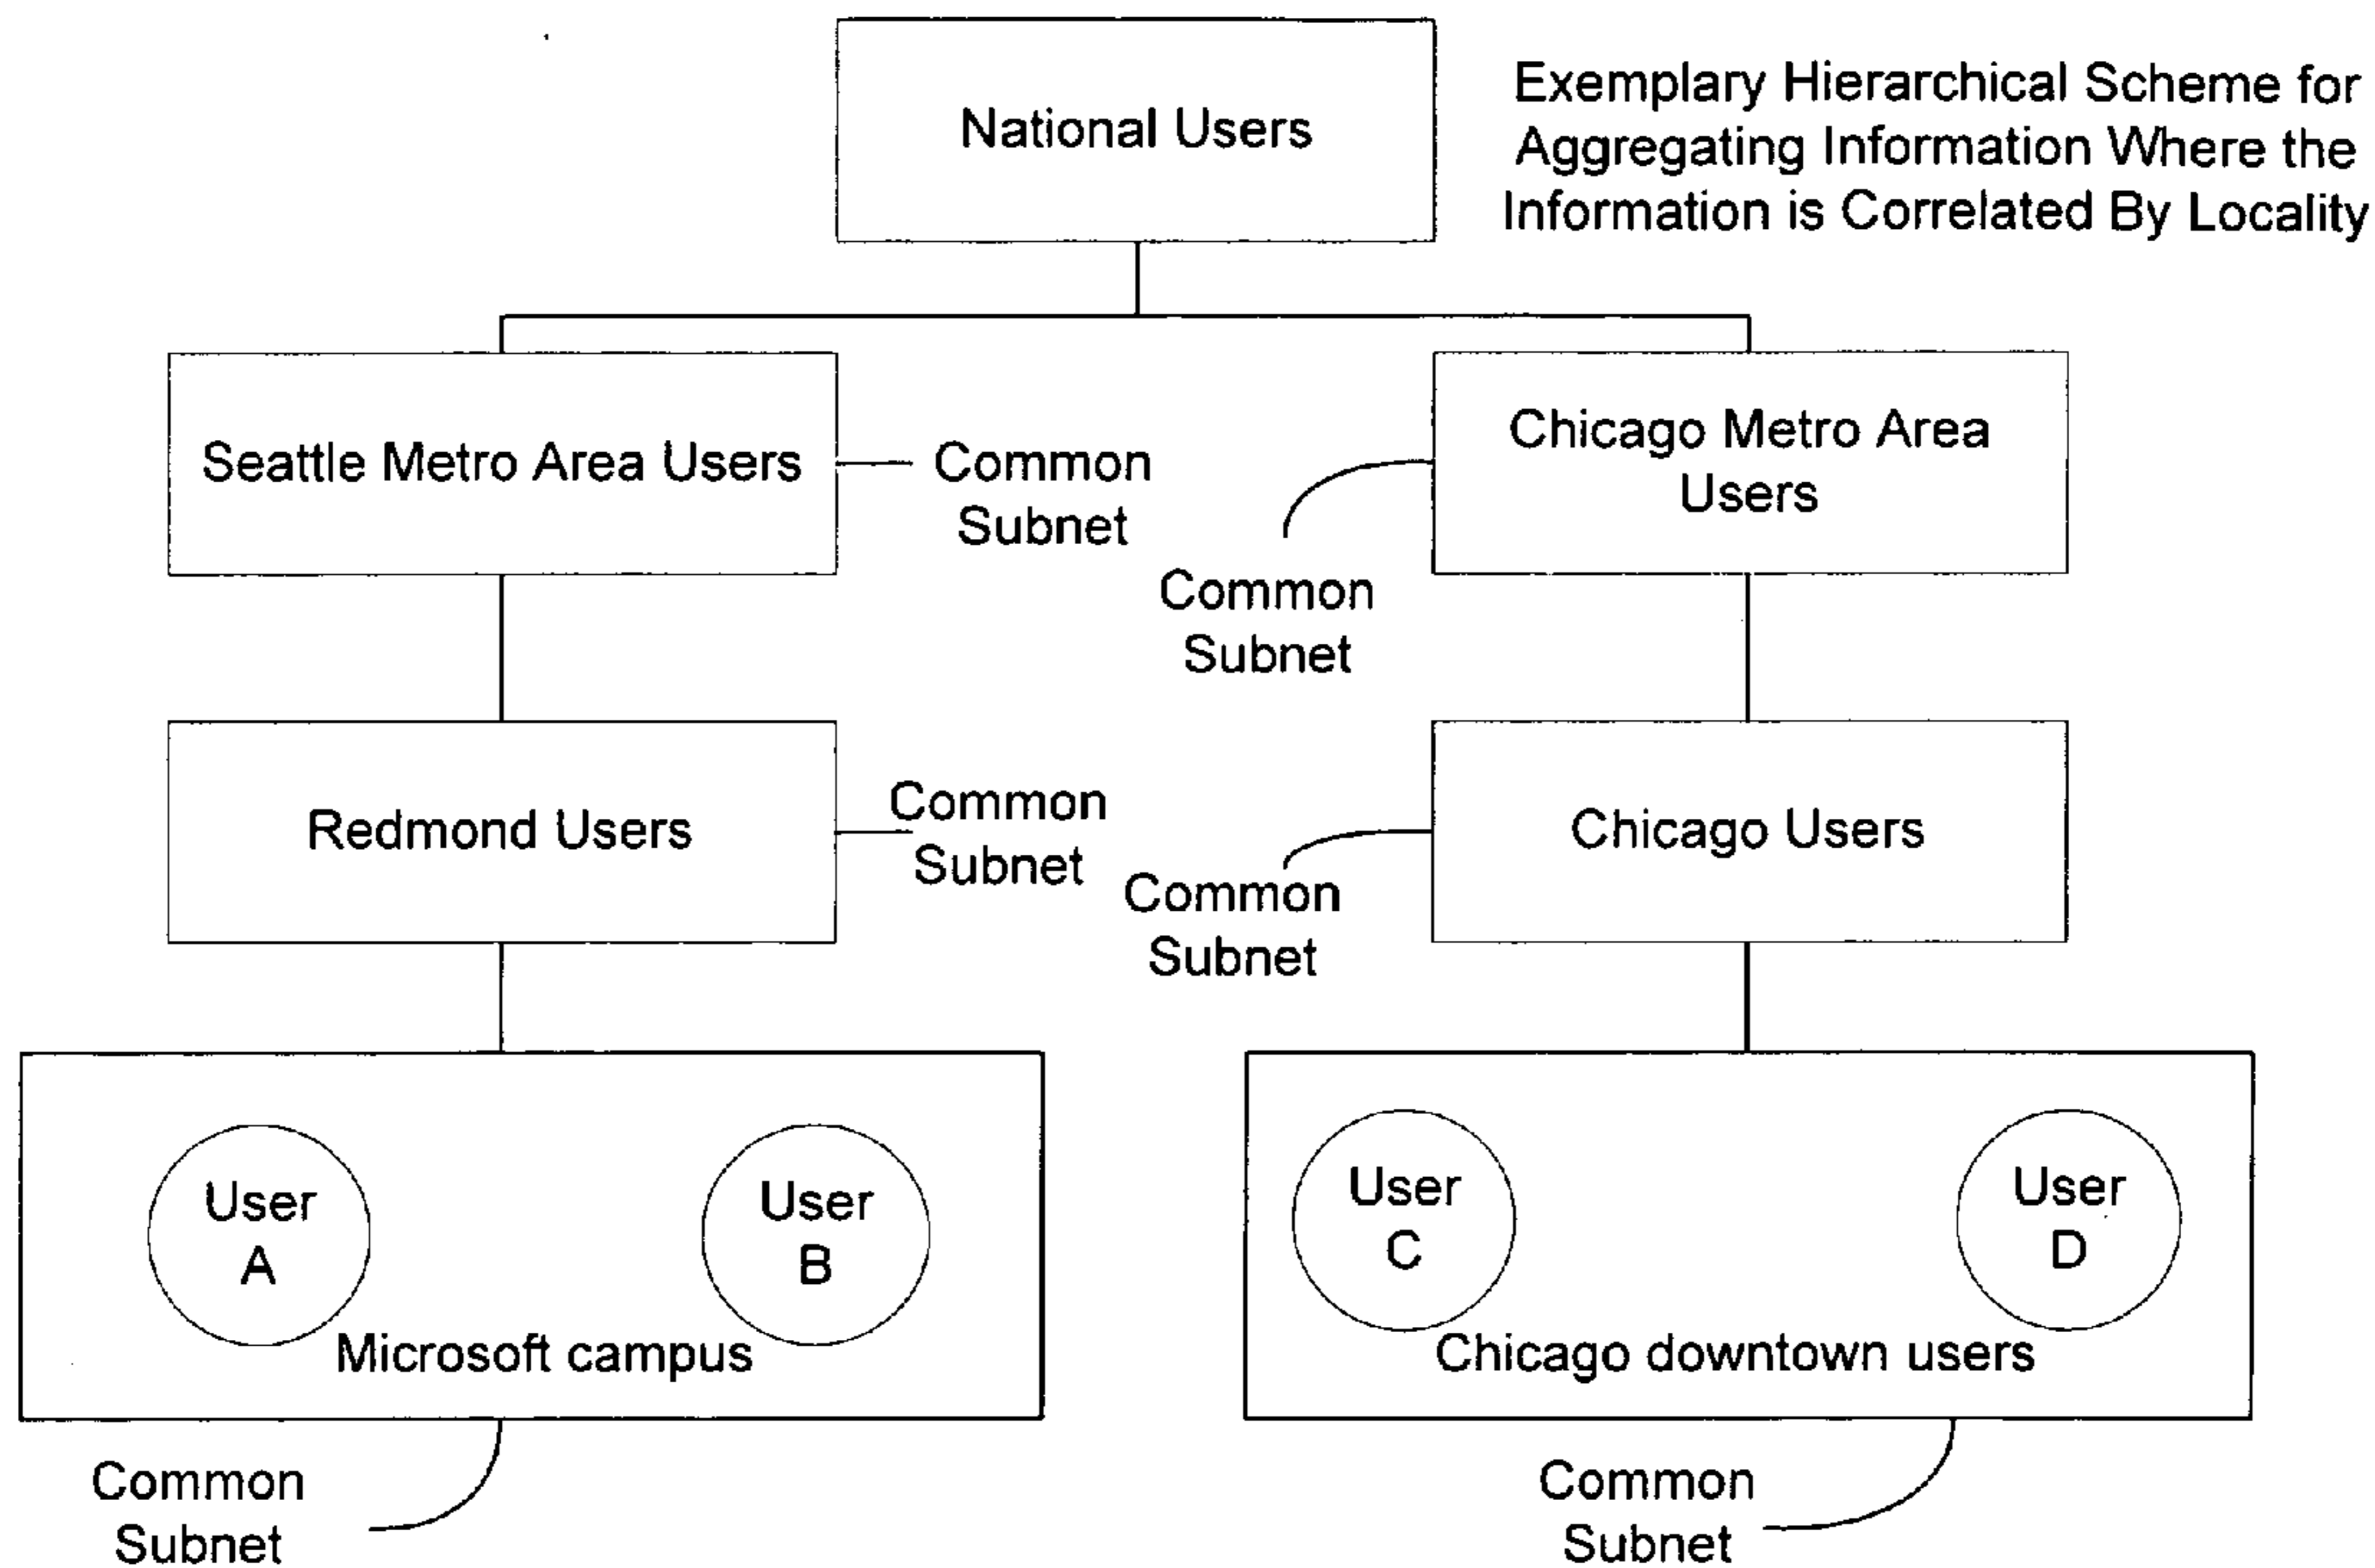 National Users
Exemplary Hierarchical Scheme for
Aggregating Information Where the
Information is Correlated By Locality
Seattle Metro Area Users
Common
Subnet
Chicago Metro Area
Users
Common
Subnet
Redmond Users
Common
Subnet
Chicago Users
Common
Subnet
User
A
User
B
Microsoft campus
User
C
User
D
Chicago downtown users
Common
Subnet
Common
Subnet